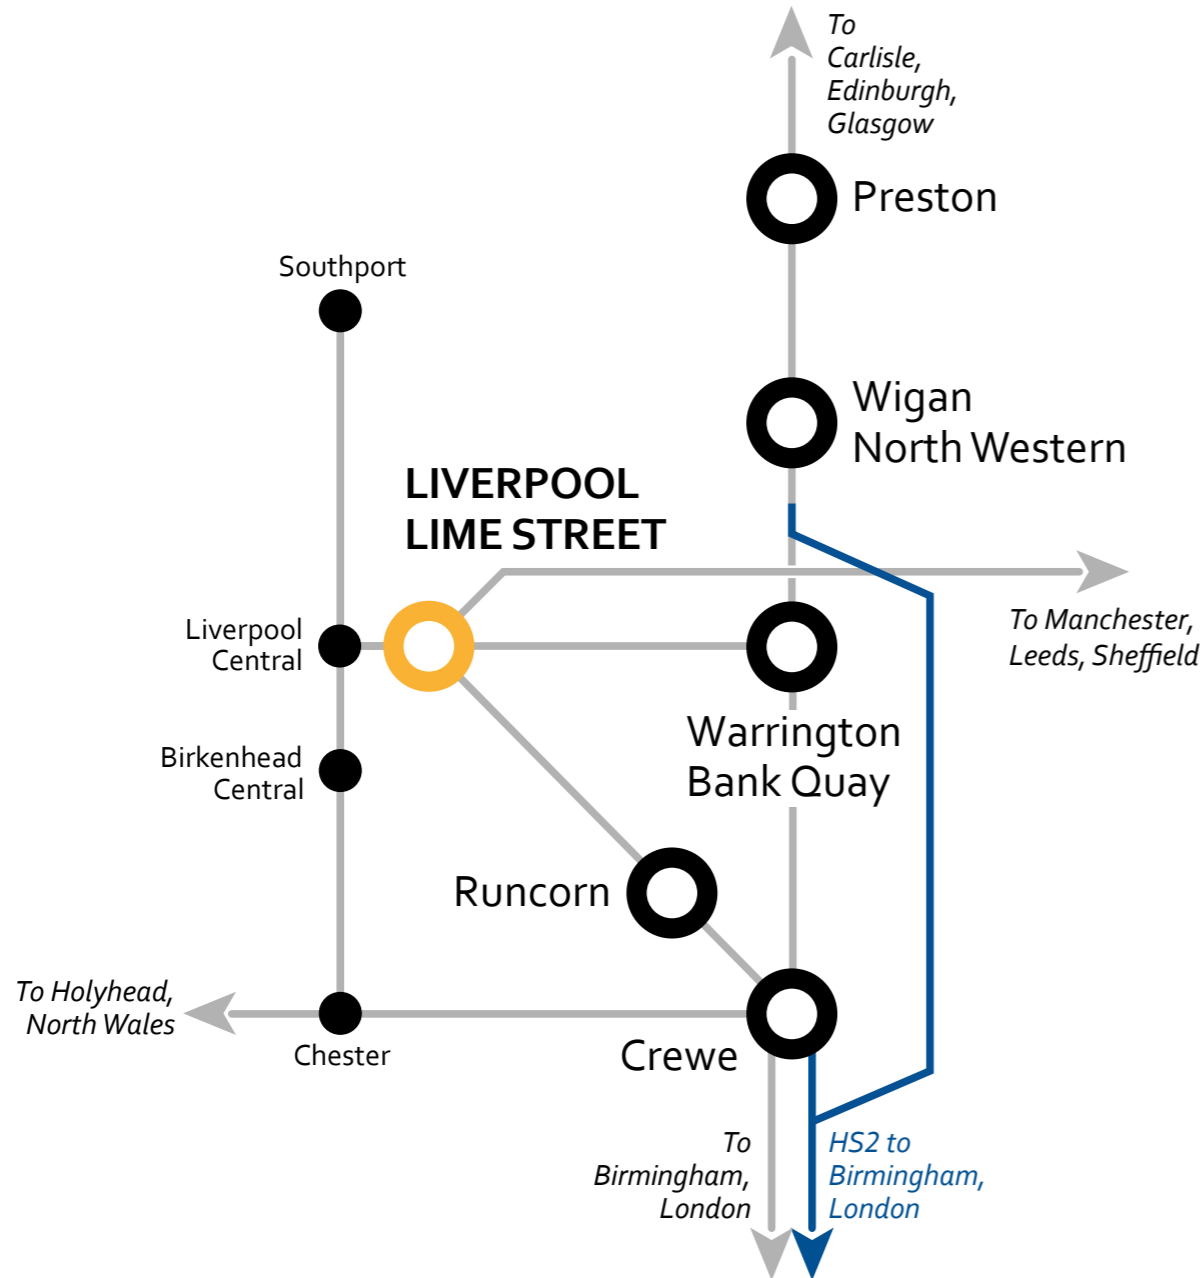 To
Carlisle,
Edinburgh,
Glasgow
Preston
Southport
Wigan
North Western
LIVERPOOL
LIME STREET
To Manchester,
Leeds, Sheffield
Liverpool
Central
Warrington
Bank Quay
Birkenhead
Central
Runcorn
To Holyhead,
North Wales
Chester
Crewe
To
Birmingham,
London
HS2 to
Birmingham,
London